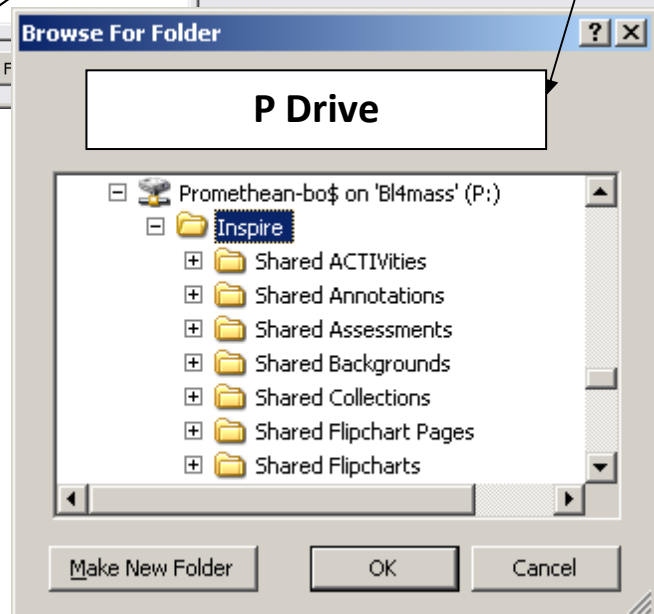 Browse For Folder
F
P Drive
Promethean-bo$ on 'Bl4mass' (P:)
Inspire
Shared ACTIVities
Shared Annotations
Shared Assessments
Shared Backgrounds
Shared Collections
Shared Flipchart Pages
Shared Flipcharts
Make New Folder OK Cancel